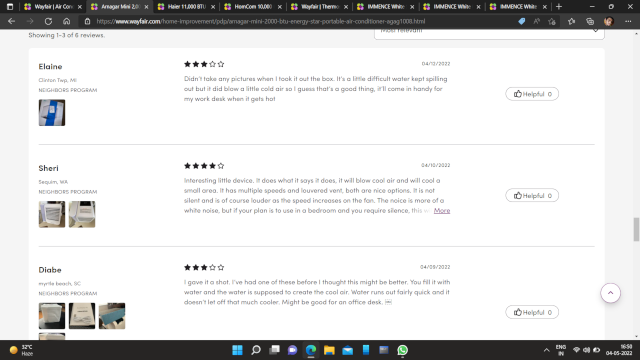 Wayfair | Air Cor
Amagar Mini 2.0
Haier 11,000 BTU
HomCom 10,000
Wayfair | Therm
IMMENCE White
IMMENCE White
IMMENCE White
https://www.wayfair.com/home-improvement/pdp/amagar-mini-2000-btu-energy-star-portable-air-conditioner-apag1000.html
Showing 1-3 of 6 reviews.
Most relevant
Elaine
04/12/2022
Didn't take any pictures when I took it out the box. It's a little difficult water kept spilling
Clinton Twp, MI
out but it did blow a little cold air so I guess that's a good thing, it'll come in handy for
NEIGHBORS PROGRAM
my work desk when it gets hot
Helpful 0
Sheri
04/10/2022
Interesting little device. It does what it says it does, it will blow cool air and will cool a
Sequim, WA
small area. It has multiple speeds and louvered vent, both are nice options. It is not
NEIGHBORS PROGRAM
silent and is of course louder as the speed increases on the fan. The noice is more of a
white noise, but if your plan is to use in a bedroom and you require silence, this w More
Helpful 0
Diabe
04/09/2022
I gave it a shot. I've had one of these before I thought this might be better. You fill it with
myrtle beach, SC
water and the water is supposed to create the cool air. Water runs out fairly quick and it
NEIGHBORS PROGRAM
doesn't let off that much cooler. Might be good for an office desk.
Helpful 0
32°C
Haze
ENG
IN
16:50
04-05-2022